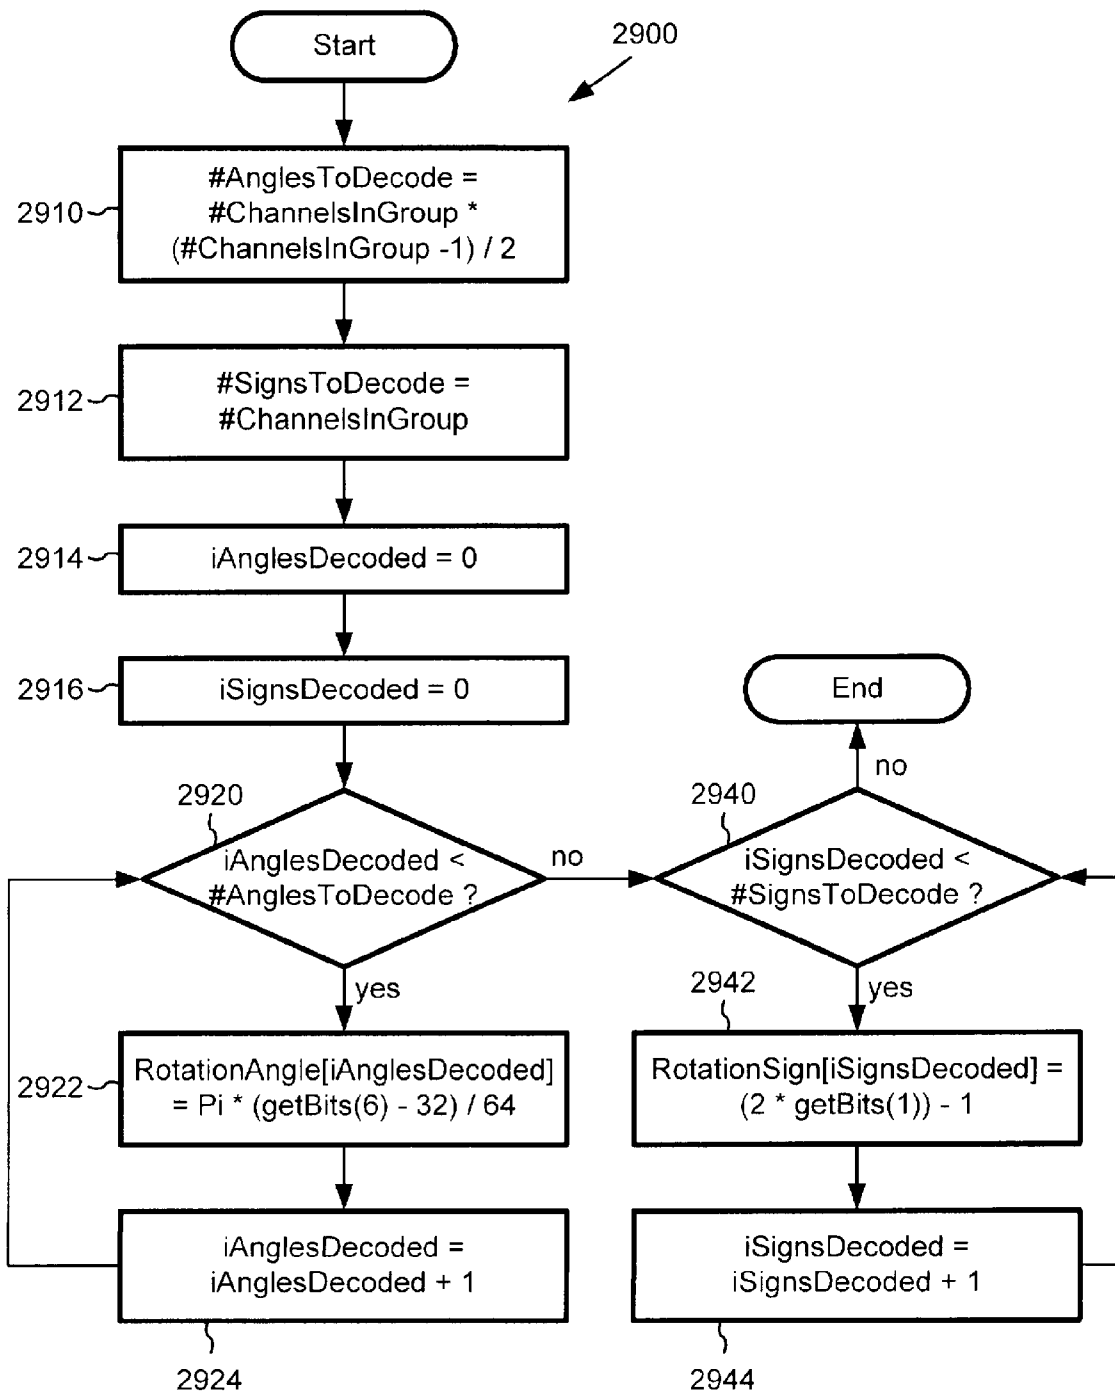 Start
2900
2910
#AnglesToDecode =
#ChannelsInGroup *
(#ChannelsInGroup -1) / 2
2912
#SignsToDecode =
#ChannelsInGroup
2914
iAnglesDecoded = 0
2916
iSignsDecoded = 0
End
no
2920
iAnglesDecoded <
#AnglesToDecode ?
no
2940
iSignsDecoded <
#SignsToDecode ?
yes
2922
RotationAngle[iAnglesDecoded]
= Pi * (getBits(6) - 32) / 64
2942
yes
RotationSign[iSignsDecoded] =
(2 * getBits(1)) - 1
iAnglesDecoded =
iAnglesDecoded + 1
2924
iSignsDecoded =
iSignsDecoded + 1
2944